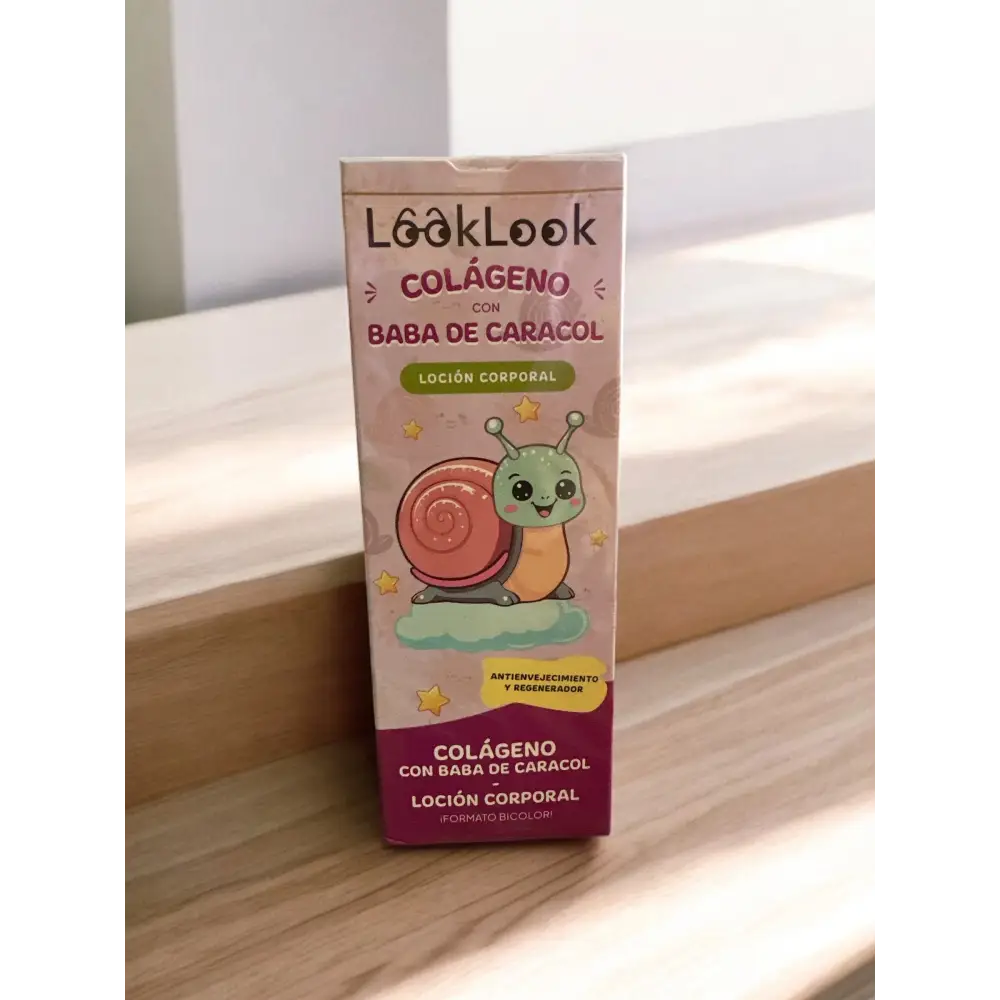 LookLook
COLÁGENO
CON
BABA DE CARACOL
LOCIÓN CORPORAL
ANTIENVEJECIMIENTO
Y REGENERADOR
COLÁGENO
CON BABA DE CARACOL
-
LOCIÓN CORPORAL
¡FORMATO BICOLOR!